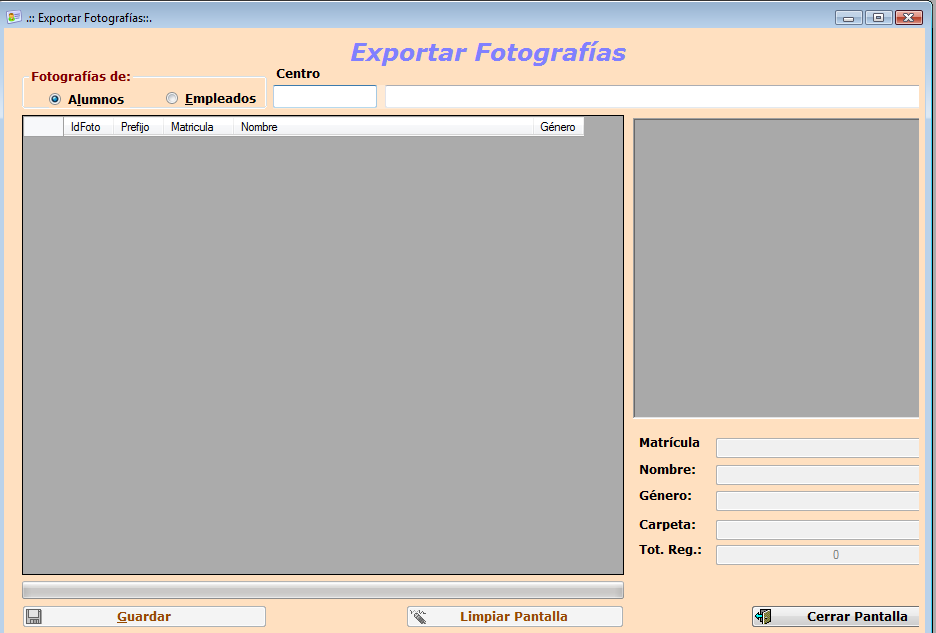 .:: Exportar Fotografías::.
Exportar Fotografías
Fotografías de:
Alumnos
Empleados
Centro
IdFoto Prefijo Matricula Nombre Género
Matrícula
Nombre:
Género:
Carpeta:
Tot. Reg.: 0
Guardar
Limpiar Pantalla
Cerrar Pantalla